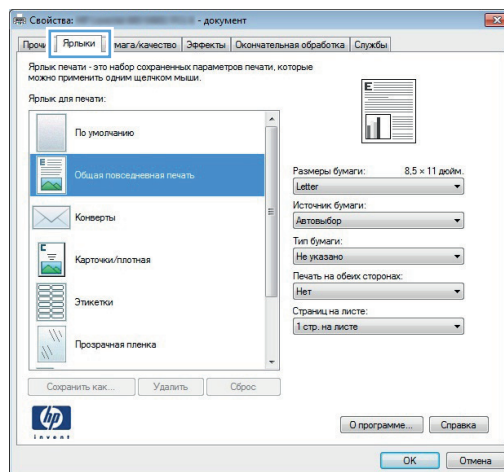 Свойства:
- документ
Проч
Ярлыки
мага/качество
Эффекты
Окончательная обработка
Службы
Ярлык печати - это набор сохраненных параметров печати, которые
можно применить одним щелчком мыши.
Ярлык для печати:
По умолчанию
Общая повседневная печать
Конверты
Карточки/плотная
Этикетки
Прозрачная пленка
E
Размеры бумаги:
8,5 × 11 дюйм.
Letter
Источник бумаги:
Автовыбор
Тип бумаги:
Не указано
Печать на обеих сторонах:
Нет
Страниц на листе:
1 стр. на листе
Сохранить как...
Удалить
Сброс
hp
invent
О программе...
Справка
OK
Отмена